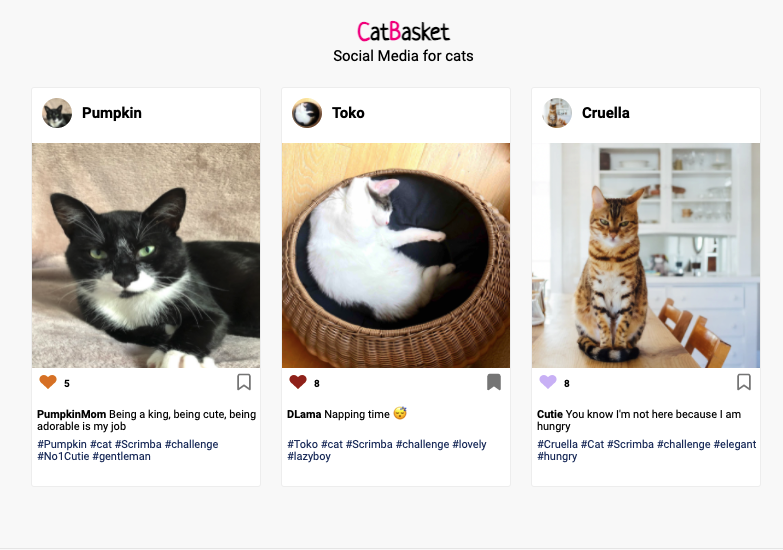 CatBasket
Social Media for cats
Pumpkin
Toko
Cruella
5
8
8
PumpkinMom Being a king, being cute, being
adorable is my job
#Pumpkin #cat #Scrimba #challenge
#No1Cutie #gentleman
DLama Napping time 😴
#Toko #cat #Scrimba #challenge #lovely
#lazyboy
Cutie You know I'm not here because I am
hungry
#Cruella #Cat #Scrimba #challenge #elegant
#hungry